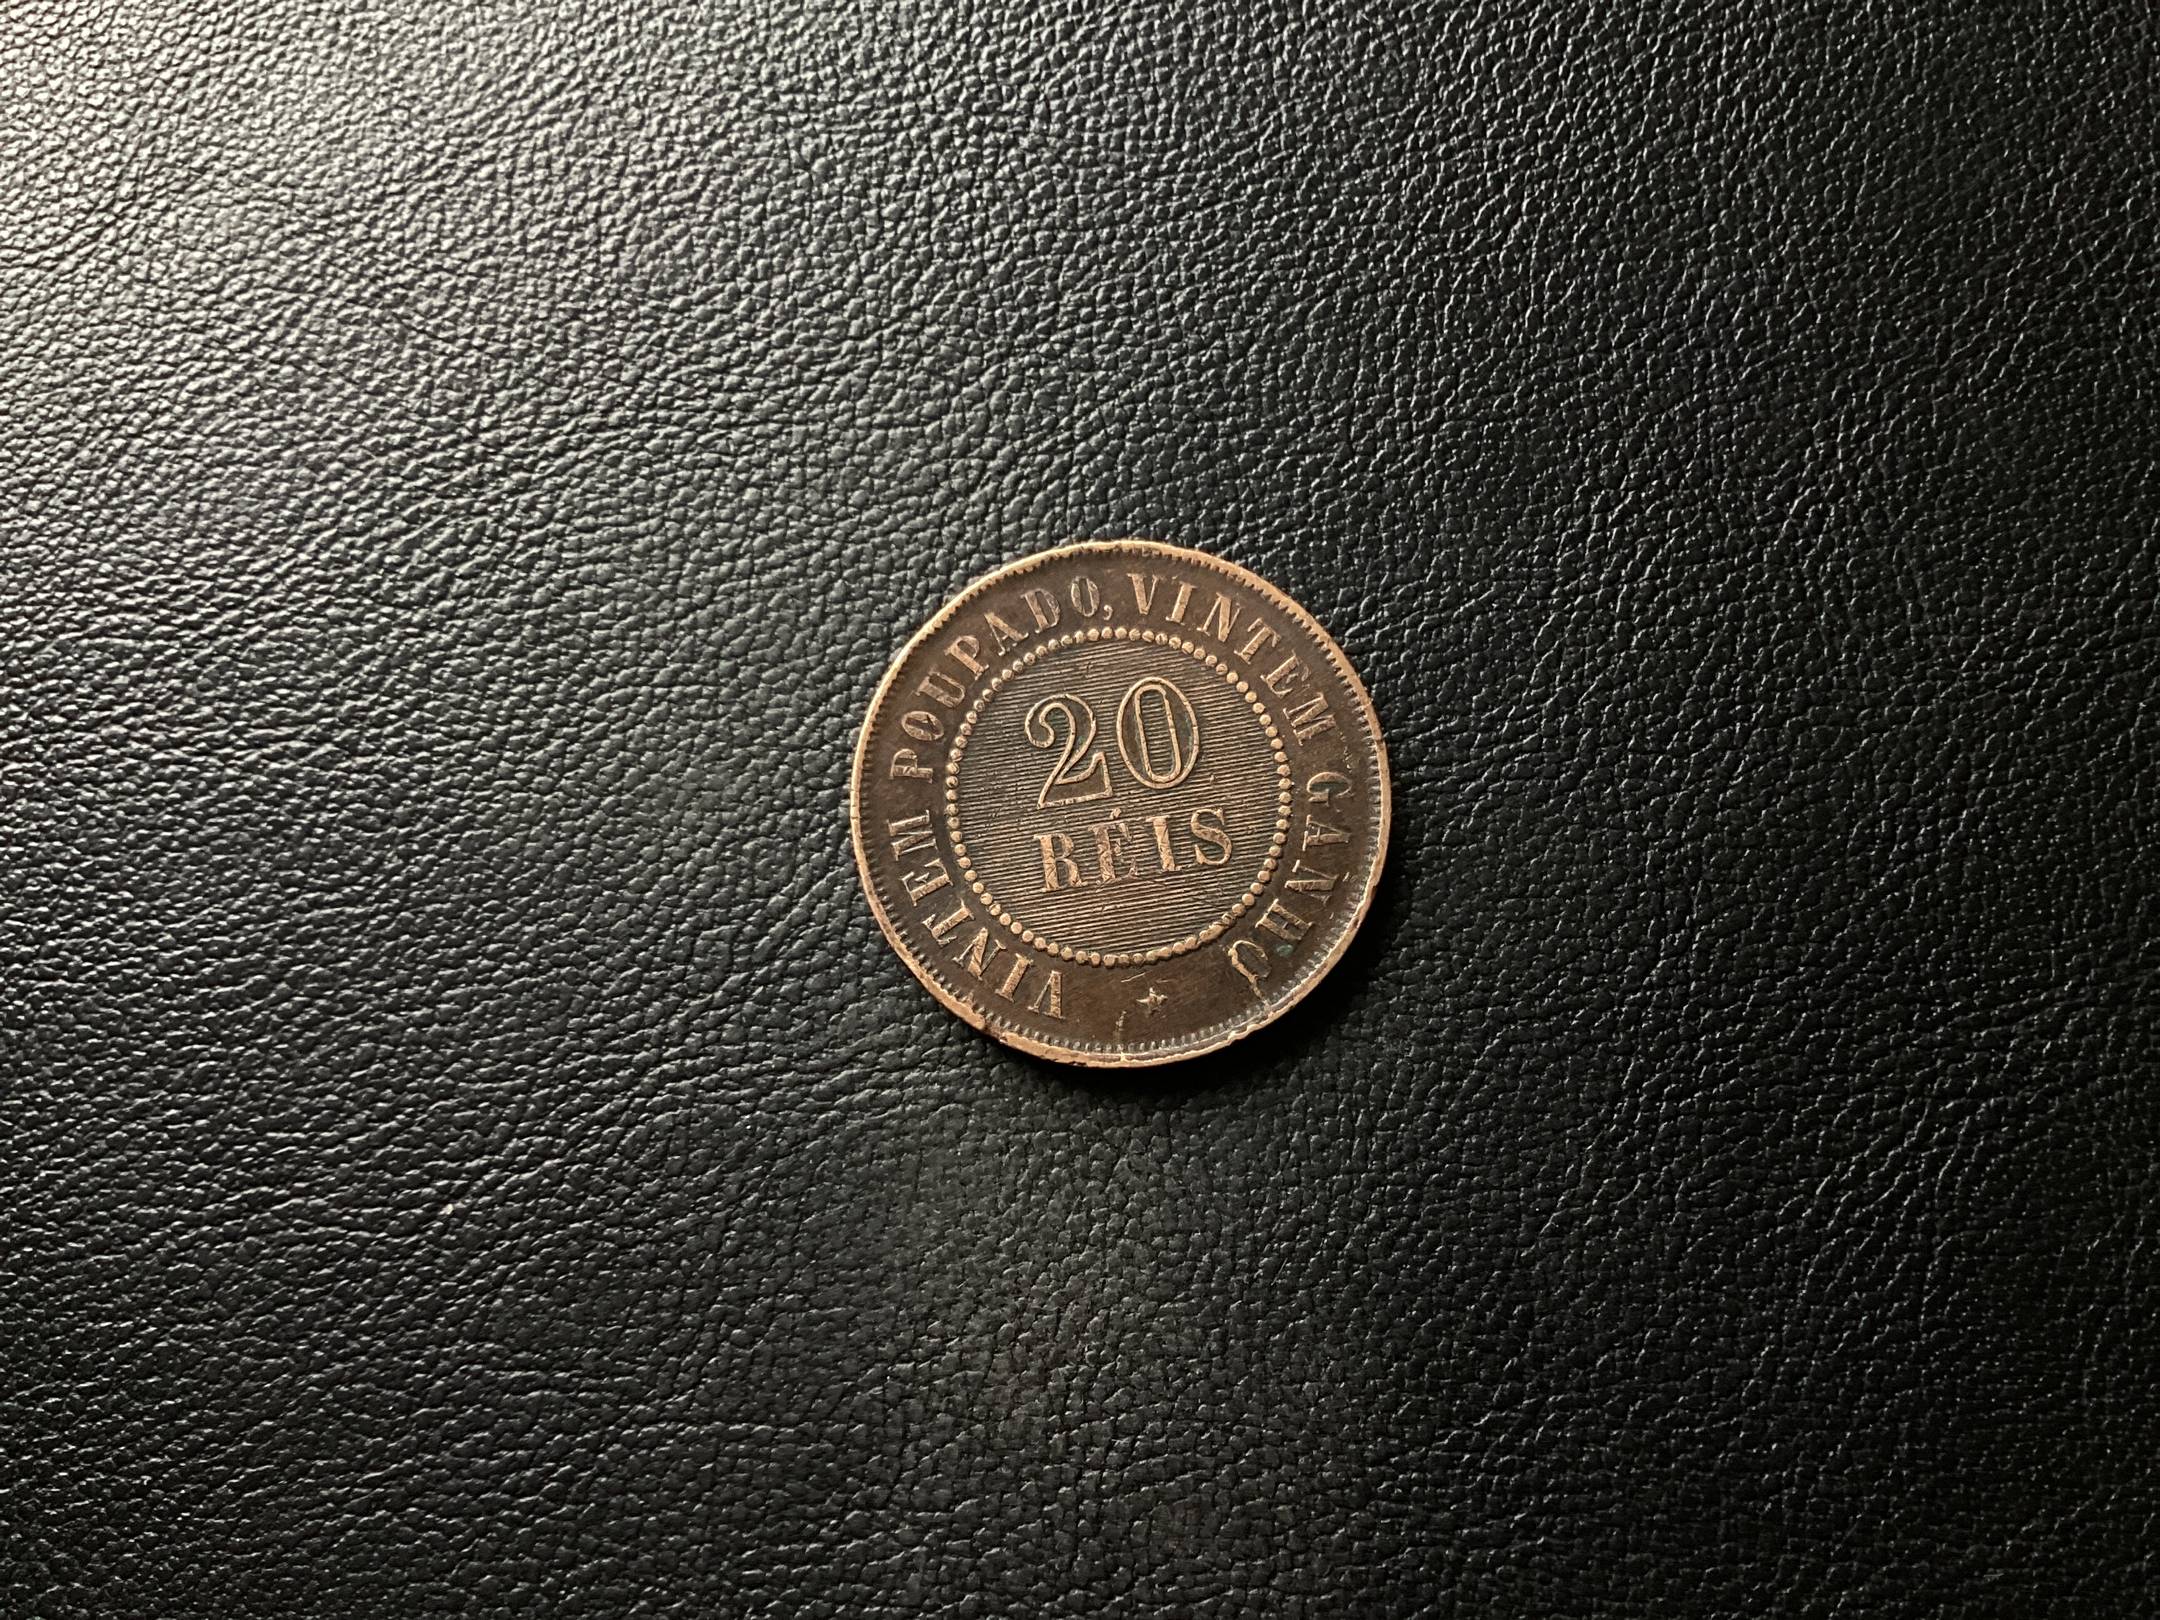 VINTEM POUPADO, VINTEM GANHO
20
RÉIS